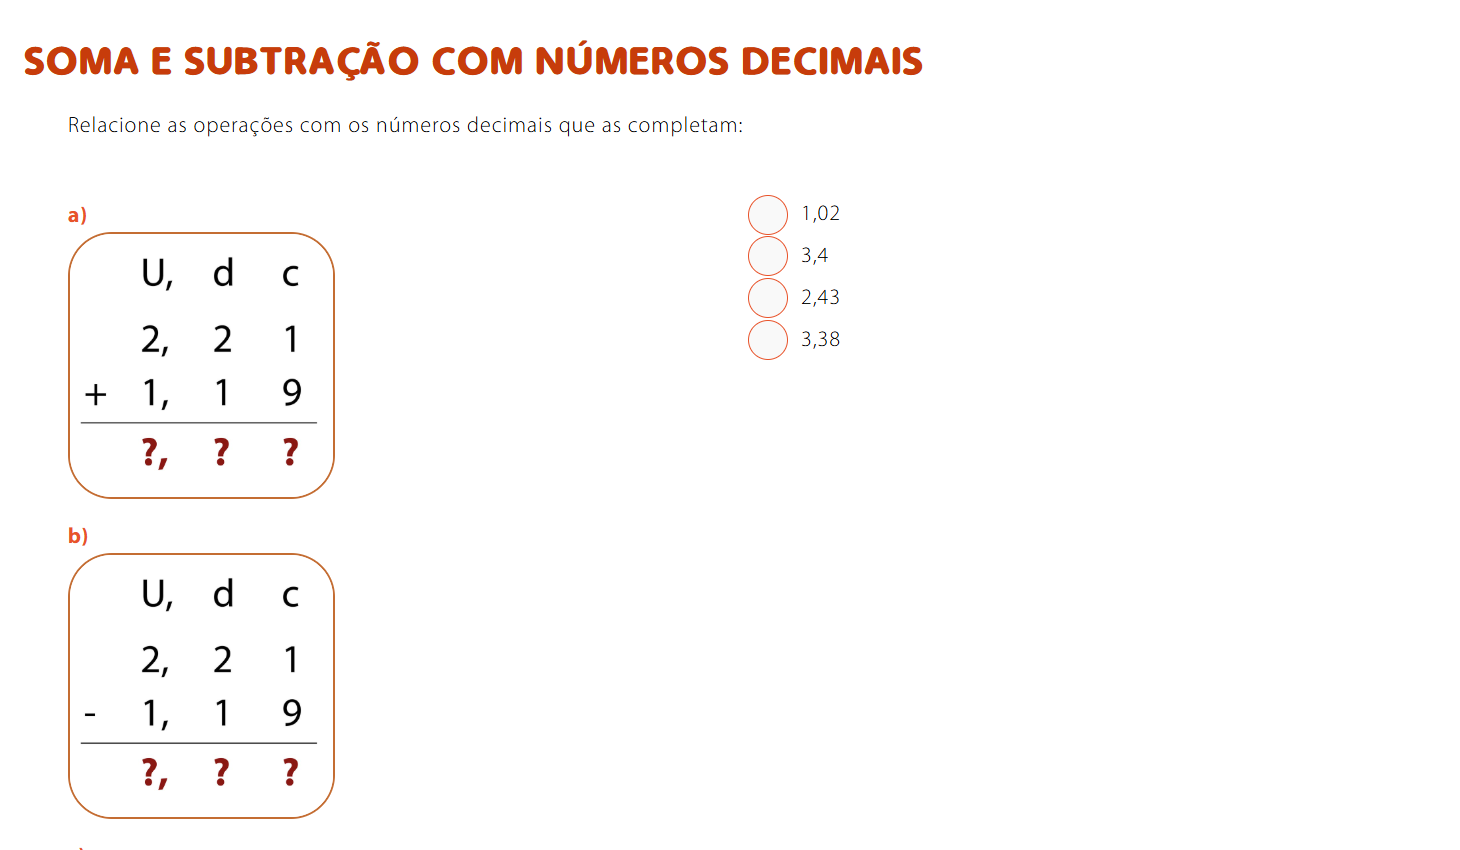 SOMA E SUBTRAÇÃO COM NÚMEROS DECIMAIS
Relacione as operações com os números decimais que as completam:
a)
U, d c
2, 2 1
+ 1, 1 9
?, ? ?
b)
U, d c
2, 2 1
- 1, 1 9
?, ? ?
1,02
3,4
2,43
3,38